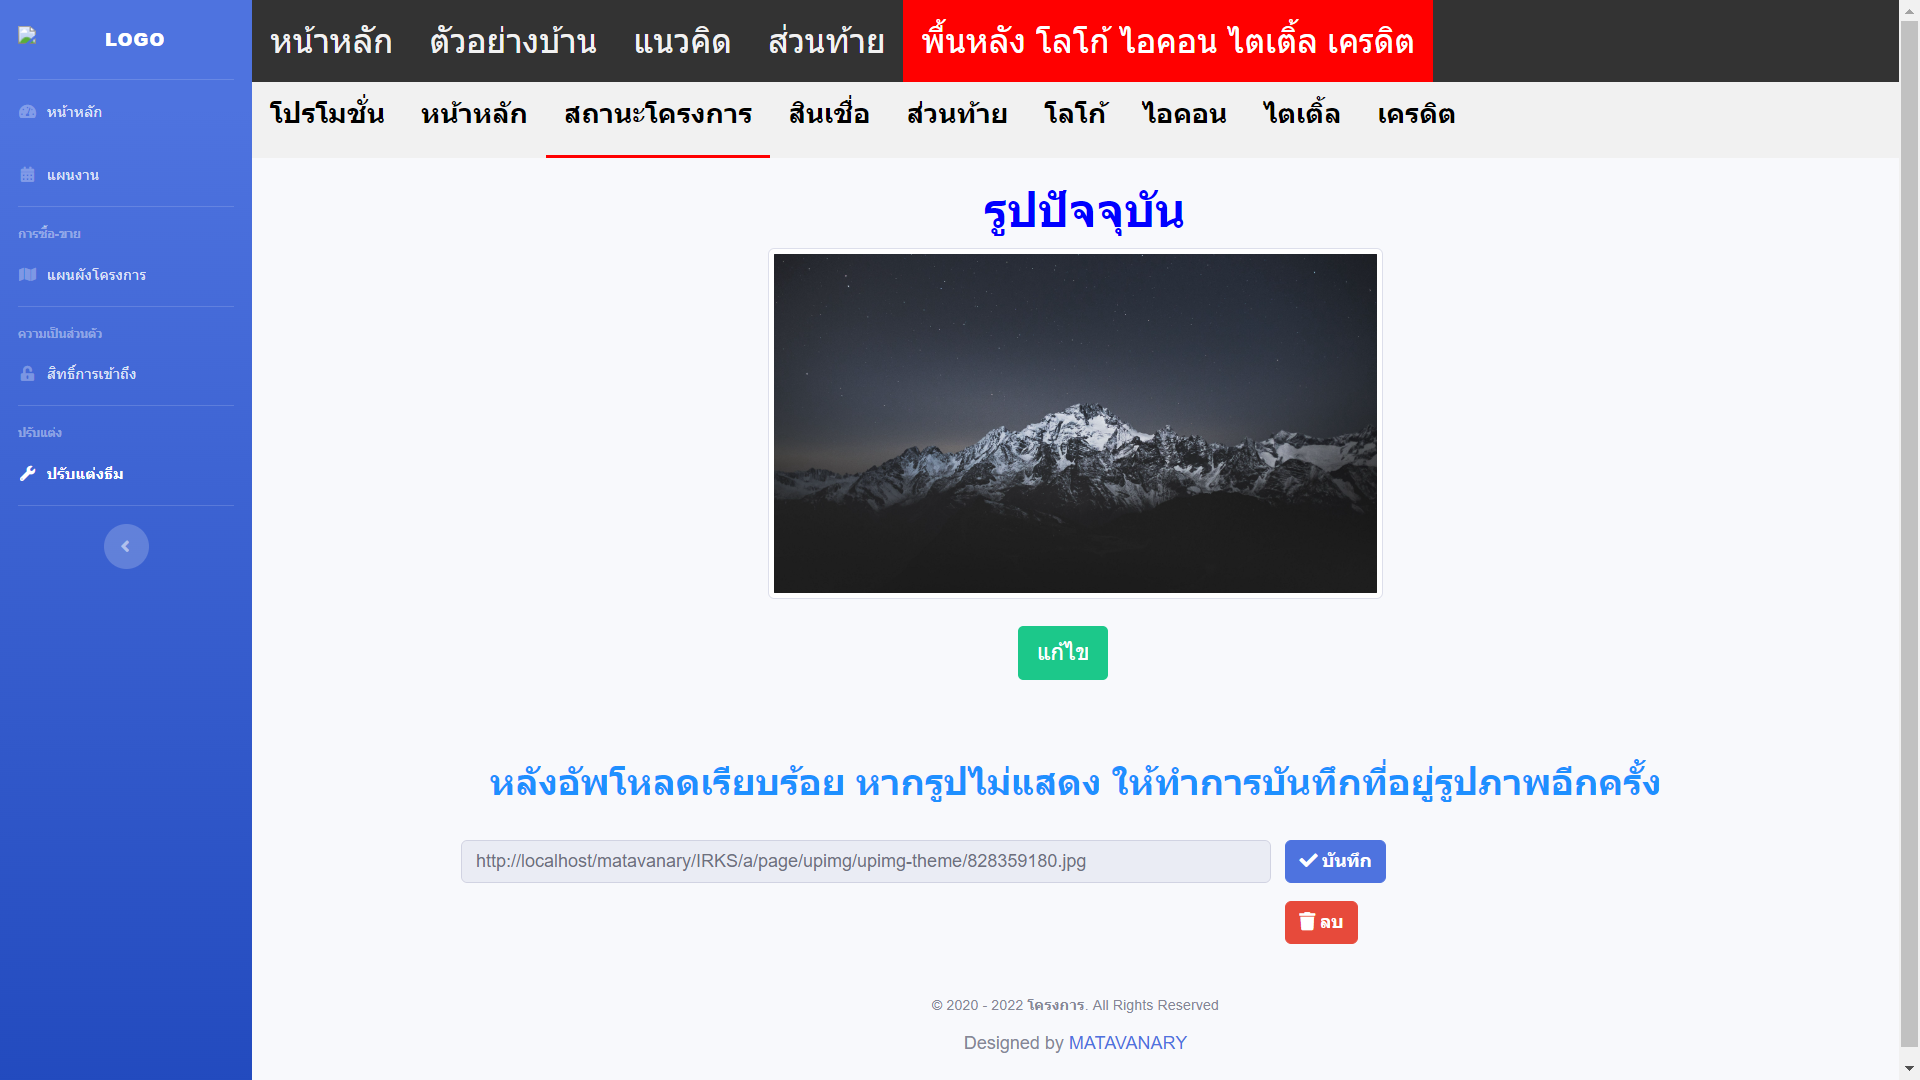 LOGO
หน้าหลัก
แผนงาน
การซื้อ-ขาย
แผนผังโครงการ
ความเป็นส่วนตัว
สิทธิ์การเข้าถึง
ปรับแต่ง
ปรับแต่งธีม
หน้าหลัก ตัวอย่างบ้าน แนวคิด ส่วนท้าย พื้นหลัง โลโก้ ไอคอน ไตเติ้ล เครดิต
โปรโมชั่น หน้าหลัก สถานะโครงการ สินเชื่อ ส่วนท้าย โลโก้ ไอคอน ไตเติ้ล เครดิต
รูปปัจจุบัน
แก้ไข
หลังอัพโหลดเรียบร้อย หากรูปไม่แสดง ให้ทำการบันทึกที่อยู่รูปภาพอีกครั้ง
http://localhost/matavanary/IRKS/a/page/upimg/upimg-theme/828359180.jpg บันทึก
ลบ
© 2020 - 2022 โครงการ. All Rights Reserved
Designed by MATAVANARY